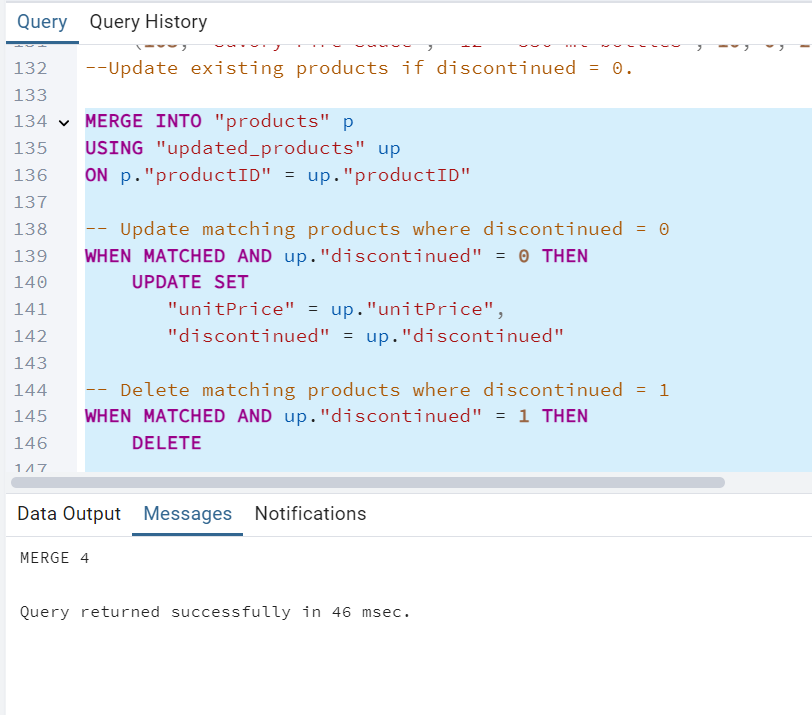 Query Query History
132 --Update existing products if discontinued = 0.
133
134 MERGE INTO "products" p
135 USING "updated_products" up
136 ON p."productID" = up."productID"
137
138 -- Update matching products where discontinued = 0
139 WHEN MATCHED AND up."discontinued" = 0 THEN
140 UPDATE SET
141 "unitPrice" = up."unitPrice",
142 "discontinued" = up."discontinued"
143
144 -- Delete matching products where discontinued = 1
145 WHEN MATCHED AND up."discontinued" = 1 THEN
146 DELETE
147
Data Output Messages Notifications
MERGE 4
Query returned successfully in 46 msec.